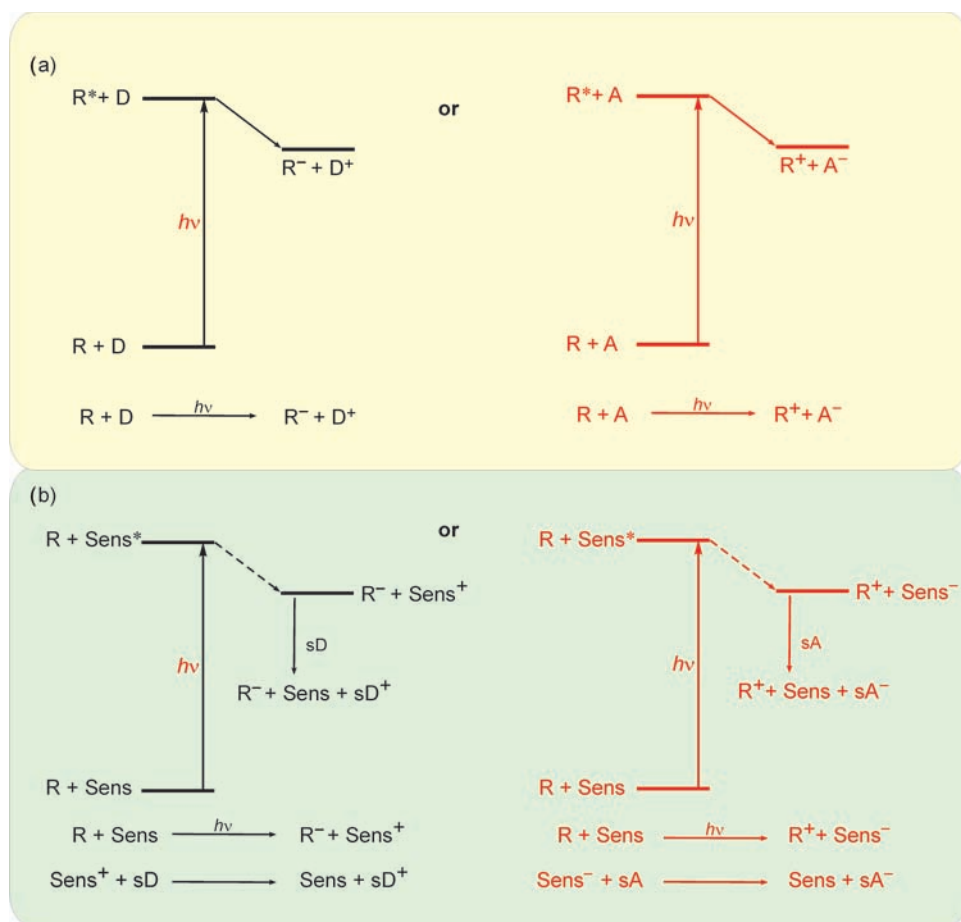 (a)
R* + D
or
R* + A
R⁻ + D⁺
R⁺ + A⁻
hν
hν
R + D
R + A
R + D hν R⁻ + D⁺
R + A hν R⁺ + A⁻
(b)
R + Sens*
or
R + Sens*
R⁻ + Sens⁺
R⁺ + Sens⁻
sD
sA
hν
hν
R⁻ + Sens + sD⁺
R⁺ + Sens + sA⁻
R + Sens
R + Sens
R + Sens hν R⁻ + Sens⁺
R + Sens hν R⁺ + Sens⁻
Sens⁺ + sD Sens + sD⁺
Sens⁻ + sA Sens + sA⁻